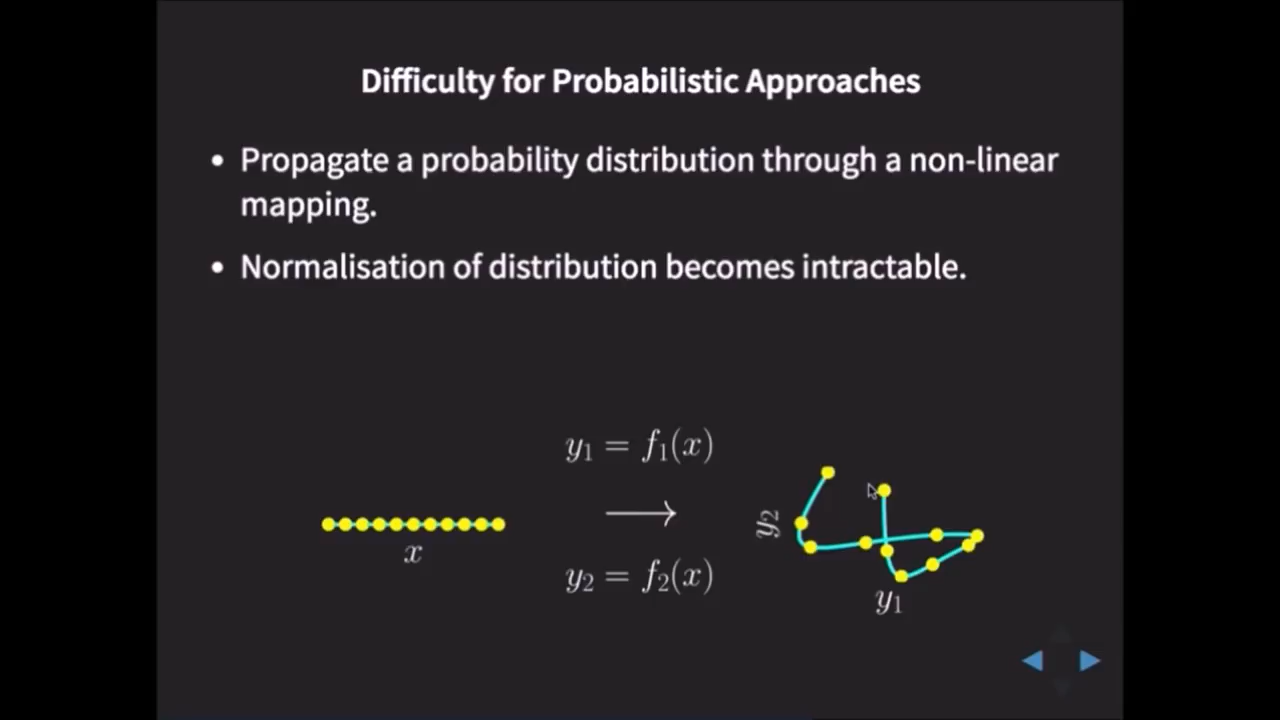 Difficulty for Probabilistic Approaches
• Propagate a probability distribution through a non-linear
mapping.
• Normalisation of distribution becomes intractable.
y₁ = f₁(x)
→
x
y₂ = f₂(x)
y₂
y₁